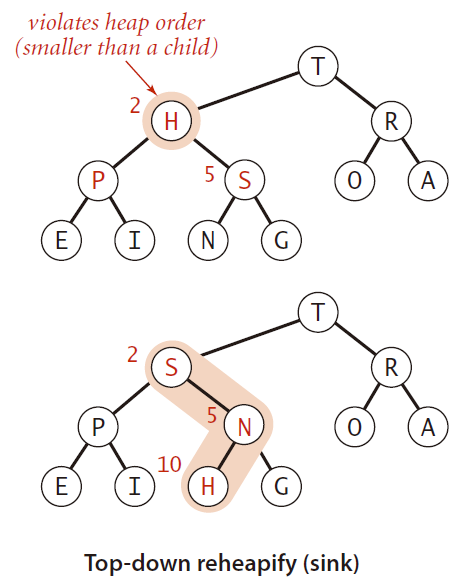 violates heap order
(smaller than a child)
T
2
H
R
P
5
S
O
A
E
I
N
G
T
2
S
R
P
5
N
O
A
10
E
I
H
G
Top-down reheapify (sink)